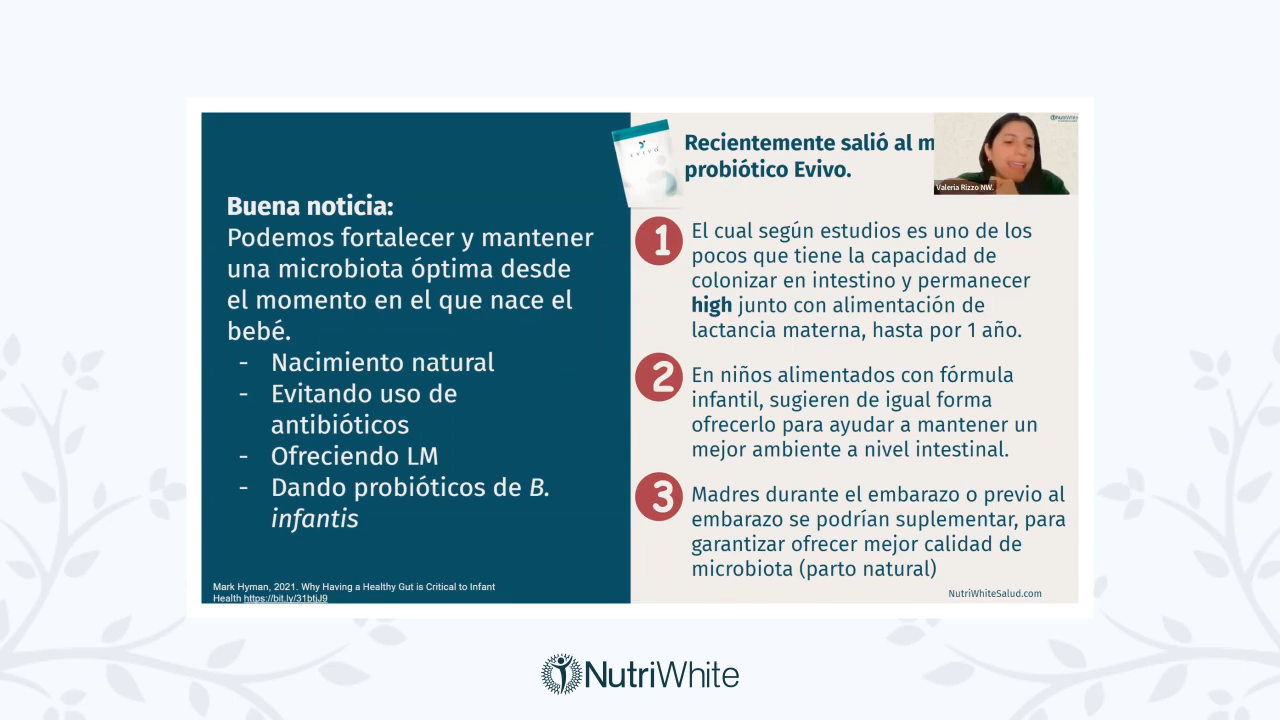 Buena noticia:
Podemos fortalecer y mantener
una microbiota óptima desde
el momento en el que nace el
bebé.
- Nacimiento natural
- Evitando uso de
antibióticos
- Ofreciendo LM
- Dando probióticos de B.
infantis
Mark Hyman, 2021. Why Having a Healthy Gut is Critical to Infant
Health https://bit.ly/31btjJ9
evivo
Recientemente salió al m
probiótico Evivo.
NutriWhite
Valeria Rizzo NW.
1 El cual según estudios es uno de los
pocos que tiene la capacidad de
colonizar en intestino y permanecer
high junto con alimentación de
lactancia materna, hasta por 1 año.
2 En niños alimentados con fórmula
infantil, sugieren de igual forma
ofrecerlo para ayudar a mantener un
mejor ambiente a nivel intestinal.
3 Madres durante el embarazo o previo al
embarazo se podrían suplementar, para
garantizar ofrecer mejor calidad de
microbiota (parto natural)
NutriWhiteSalud.com
NutriWhite